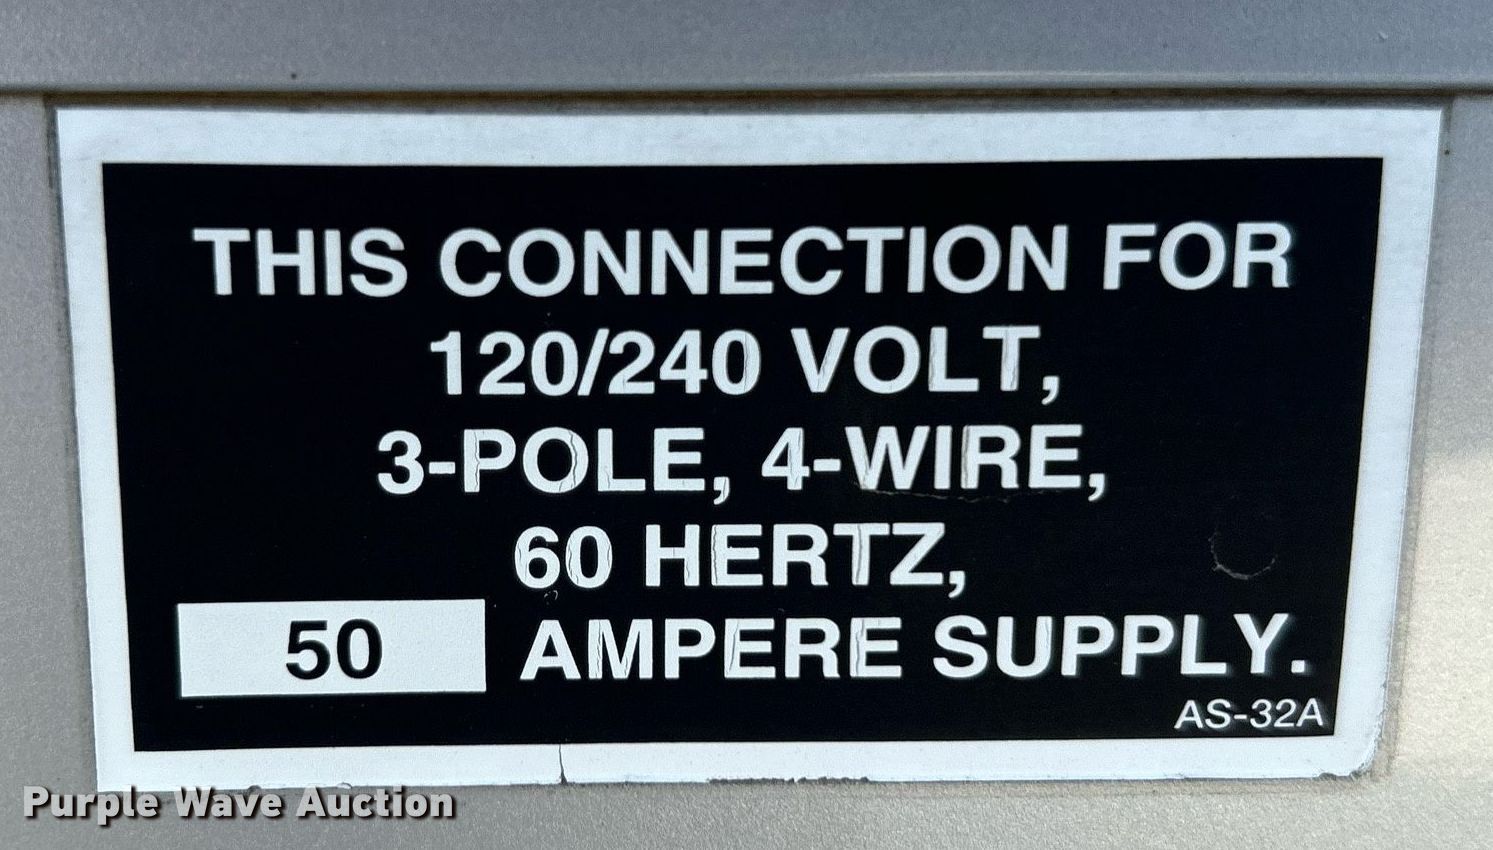 THIS CONNECTION FOR
120/240 VOLT,
3-POLE, 4-WIRE,
60 HERTZ,
50 AMPERE SUPPLY.
AS-32A
Purple Wave Auction